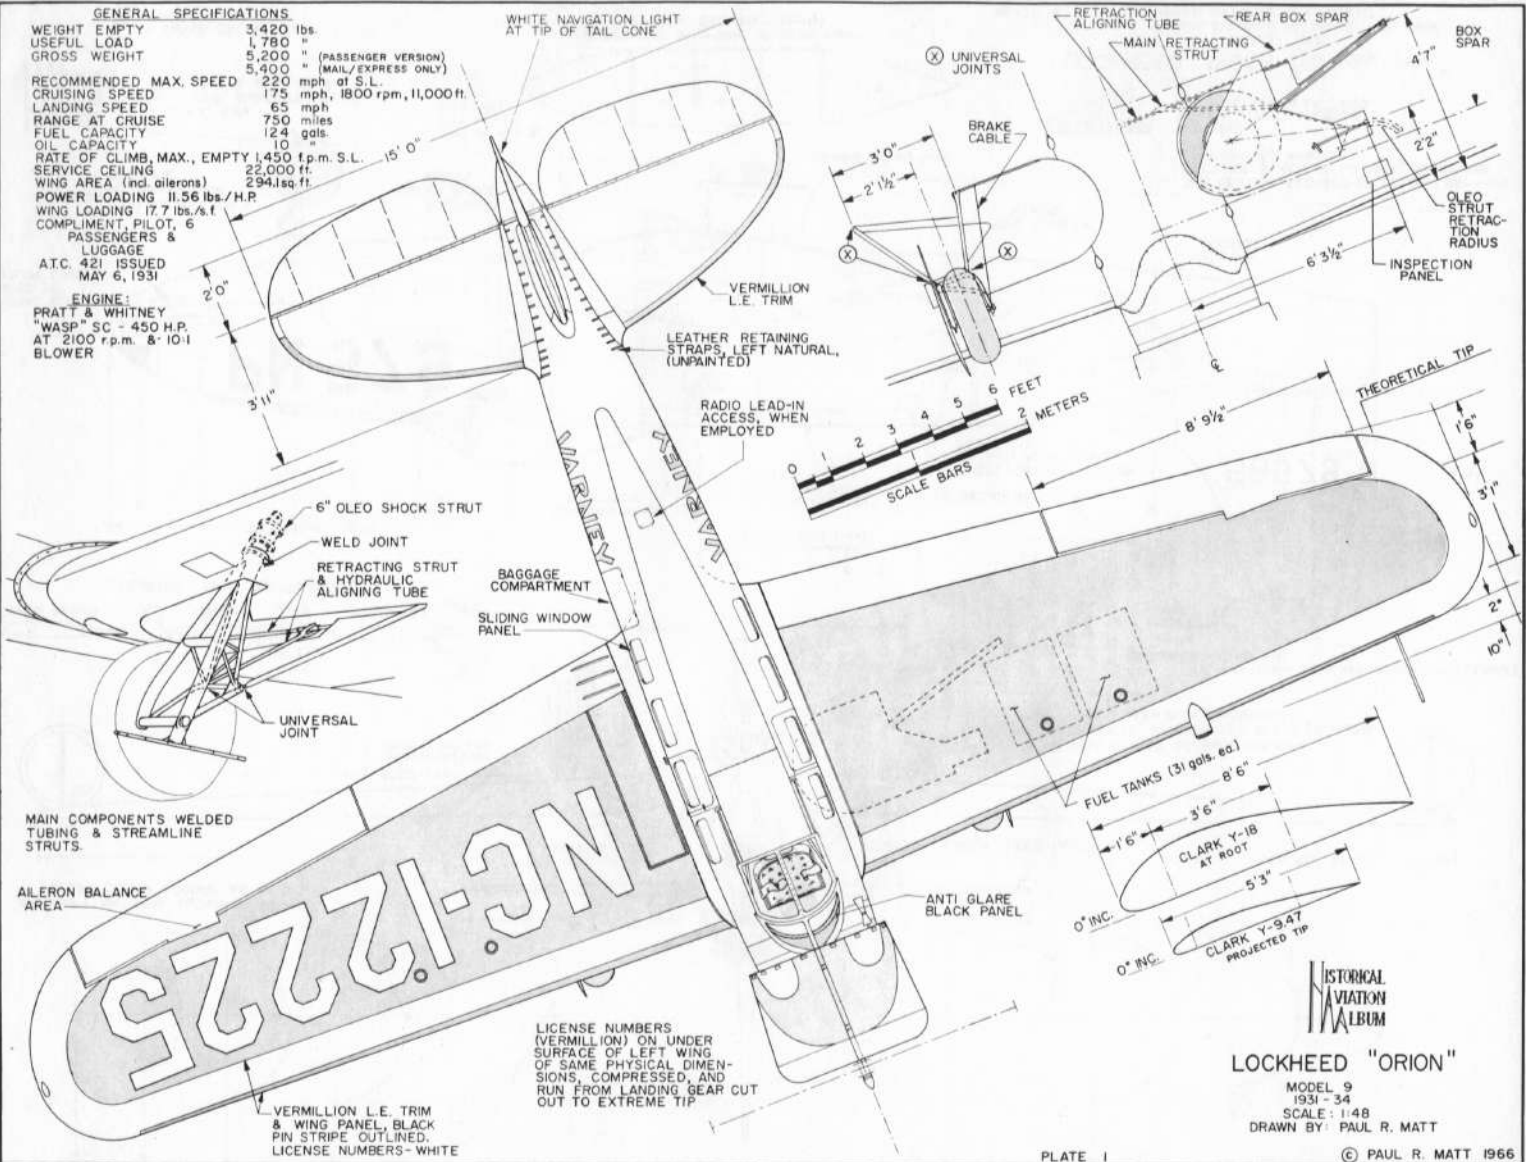 GENERAL SPECIFICATIONS
WEIGHT EMPTY 3,420 lbs.
USEFUL LOAD 1,780 "
GROSS WEIGHT 5,200 " (PASSENGER VERSION)
5,400 " (MAIL/EXPRESS ONLY)
RECOMMENDED MAX. SPEED 220 mph at S.L.
CRUISING SPEED 175 mph, 1800 rpm, 11,000 ft.
LANDING SPEED 65 mph
RANGE AT CRUISE 750 miles
FUEL CAPACITY 124 gals.
OIL CAPACITY 10 "
RATE OF CLIMB, MAX., EMPTY 1,450 f.p.m. S.L.
SERVICE CEILING 22,000 ft.
WING AREA (incl. ailerons) 294.1 sq. ft.
POWER LOADING 11.56 lbs./H.P.
WING LOADING 17.7 lbs./s.f.
COMPLIMENT, PILOT, 6
PASSENGERS &
LUGGAGE
A.T.C. 421 ISSUED
MAY 6, 1931
ENGINE:
PRATT & WHITNEY
"WASP" SC - 450 H.P.
AT 2100 r.p.m. & 10:1
BLOWER
WHITE NAVIGATION LIGHT
AT TIP OF TAIL CONE
15' 0"
2' 0"
3' 11"
VERMILLION
L.E. TRIM
LEATHER RETAINING
STRAPS, LEFT NATURAL,
(UNPAINTED)
RADIO LEAD-IN
ACCESS, WHEN
EMPLOYED
VARNEY
VARNEY
X UNIVERSAL
JOINTS
BRAKE
CABLE
3' 0"
2' 1½"
X
X
RETRACTION
ALIGNING TUBE
MAIN RETRACTING
STRUT
REAR BOX SPAR
BOX
SPAR
4' 7"
2' 2"
OLEO
STRUT
RETRAC-
TION
RADIUS
INSPECTION
PANEL
6' 3½"
℄
0 1 2 3 4 5 6 FEET
2 METERS
SCALE BARS
8' 9½"
THEORETICAL TIP
1' 6"
3' 1"
2"
10"
6" OLEO SHOCK STRUT
WELD JOINT
RETRACTING STRUT
& HYDRAULIC
ALIGNING TUBE
UNIVERSAL
JOINT
MAIN COMPONENTS WELDED
TUBING & STREAMLINE
STRUTS.
BAGGAGE
COMPARTMENT
SLIDING WINDOW
PANEL
AILERON BALANCE
AREA
NC-12225
FUEL TANKS (31 gals. ea.)
8' 6"
3' 6"
1' 6"
CLARK Y-18
AT ROOT
5' 3"
0° INC.
CLARK Y-9.47
PROJECTED TIP
0° INC.
ANTI GLARE
BLACK PANEL
LICENSE NUMBERS
(VERMILLION) ON UNDER
SURFACE OF LEFT WING
OF SAME PHYSICAL DIMEN-
SIONS, COMPRESSED, AND
RUN FROM LANDING GEAR CUT
OUT TO EXTREME TIP
VERMILLION L.E. TRIM
& WING PANEL, BLACK
PIN STRIPE OUTLINED.
LICENSE NUMBERS - WHITE
HISTORICAL
AVIATION
ALBUM
LOCKHEED "ORION"
MODEL 9
1931 - 34
SCALE : 1:48
DRAWN BY: PAUL R. MATT
PLATE 1
© PAUL R. MATT 1966